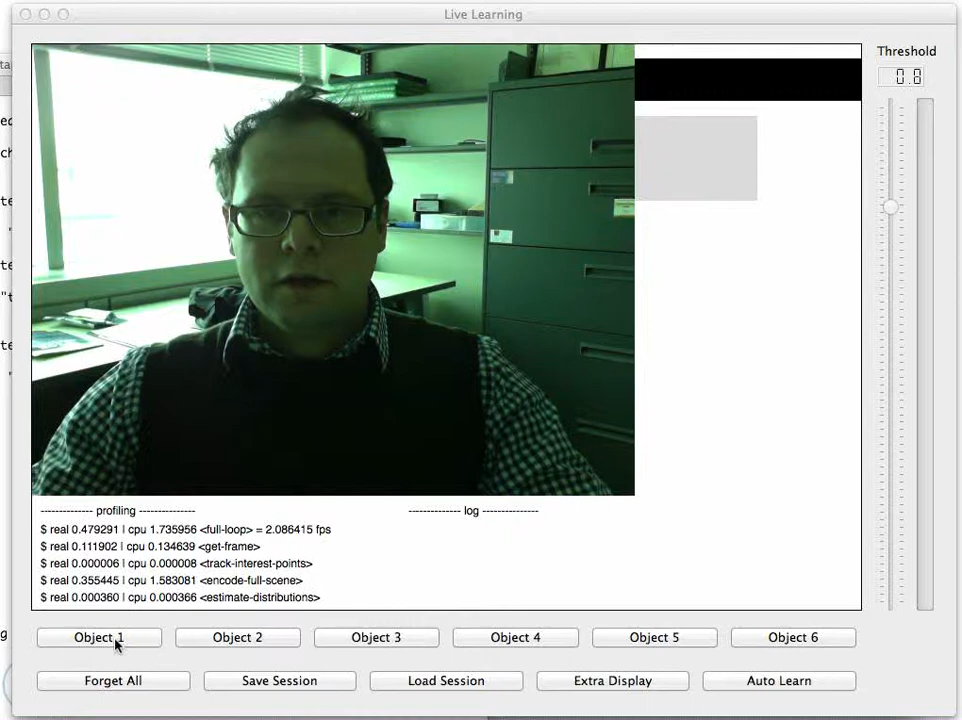 Live Learning
Threshold
0.8
-------------- profiling ---------------
$ real 0.479291 | cpu 1.735956 <full-loop> = 2.086415 fps
$ real 0.111902 | cpu 0.134639 <get-frame>
$ real 0.000006 | cpu 0.000008 <track-interest-points>
$ real 0.355445 | cpu 1.583081 <encode-full-scene>
$ real 0.000360 | cpu 0.000366 <estimate-distributions>
-------------- log ---------------
Object 1
Object 2
Object 3
Object 4
Object 5
Object 6
Forget All
Save Session
Load Session
Extra Display
Auto Learn